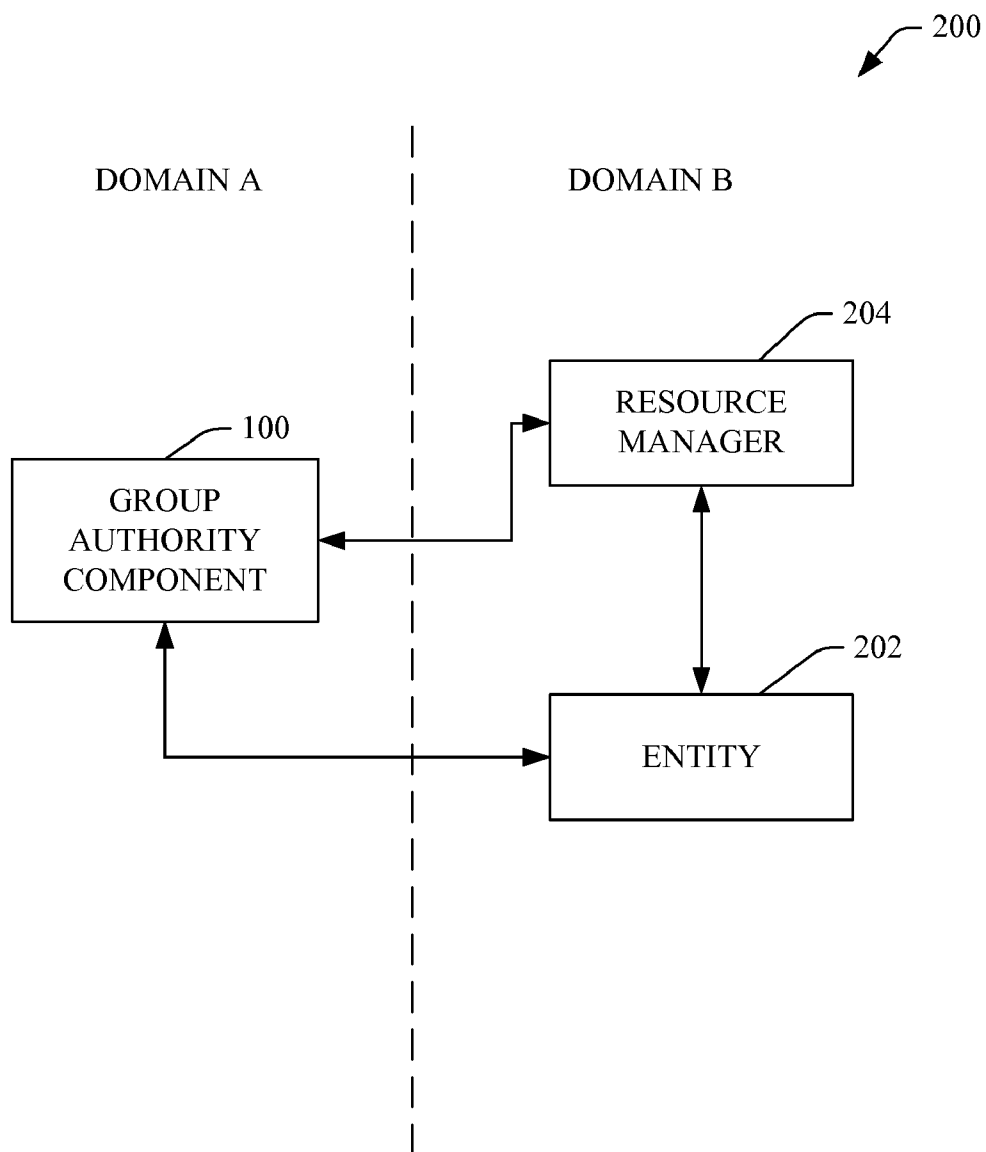 200
DOMAIN A
DOMAIN B
204
RESOURCE
MANAGER
100
GROUP
AUTHORITY
COMPONENT
202
ENTITY